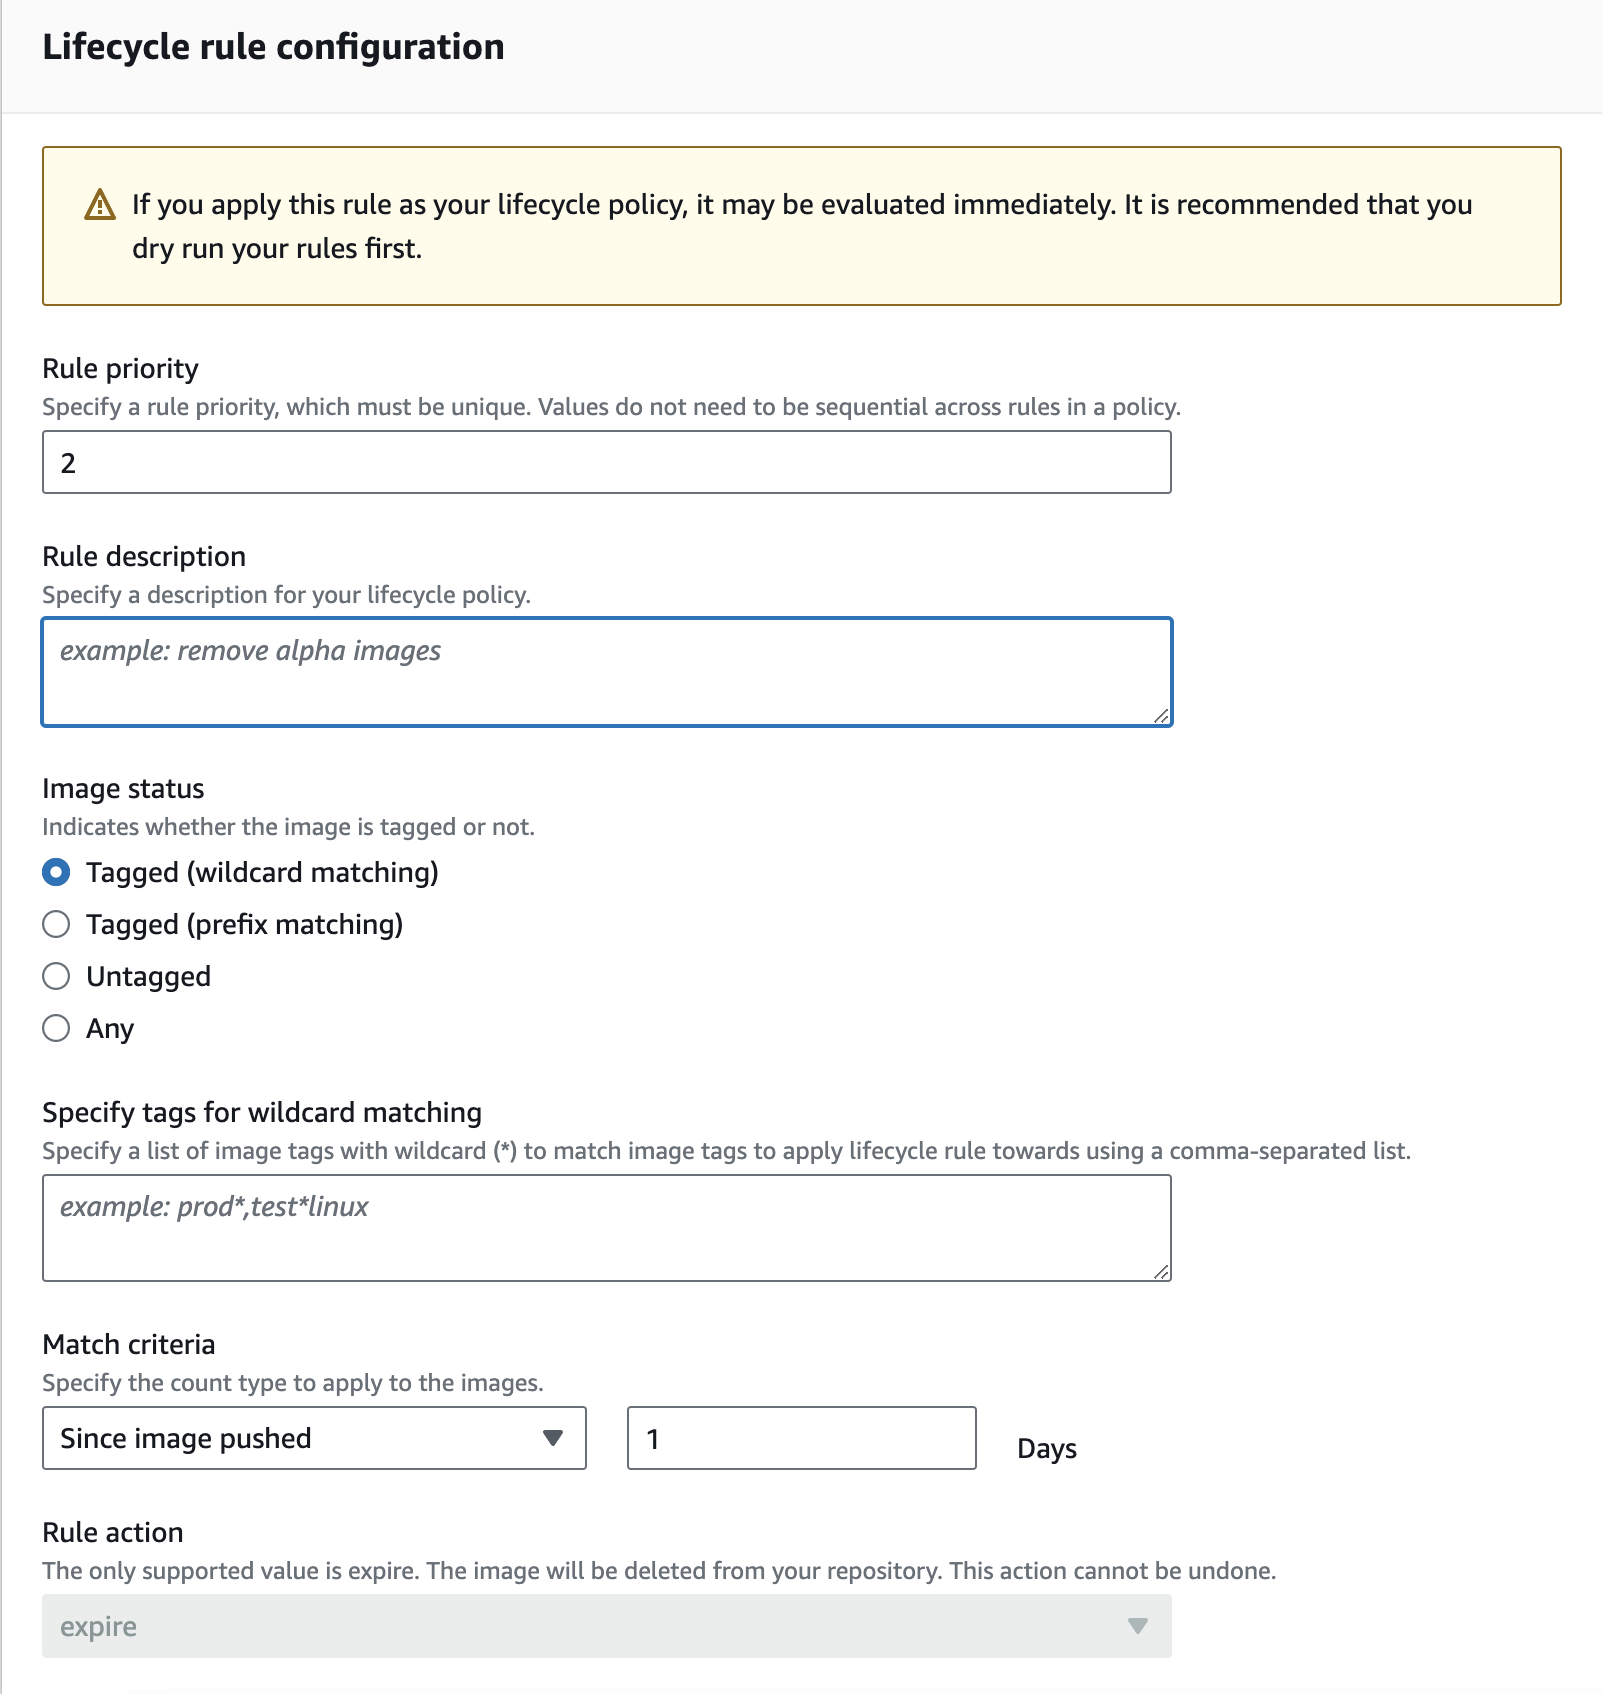 Lifecycle rule configuration
If you apply this rule as your lifecycle policy, it may be evaluated immediately. It is recommended that you
dry run your rules first.
Rule priority
Specify a rule priority, which must be unique. Values do not need to be sequential across rules in a policy.
2
Rule description
Specify a description for your lifecycle policy.
example: remove alpha images
Image status
Indicates whether the image is tagged or not.
Tagged (wildcard matching)
Tagged (prefix matching)
Untagged
Any
Specify tags for wildcard matching
Specify a list of image tags with wildcard (*) to match image tags to apply lifecycle rule towards using a comma-separated list.
example: prod*,test*linux
Match criteria
Specify the count type to apply to the images.
Since image pushed 1 Days
Rule action
The only supported value is expire. The image will be deleted from your repository. This action cannot be undone.
expire